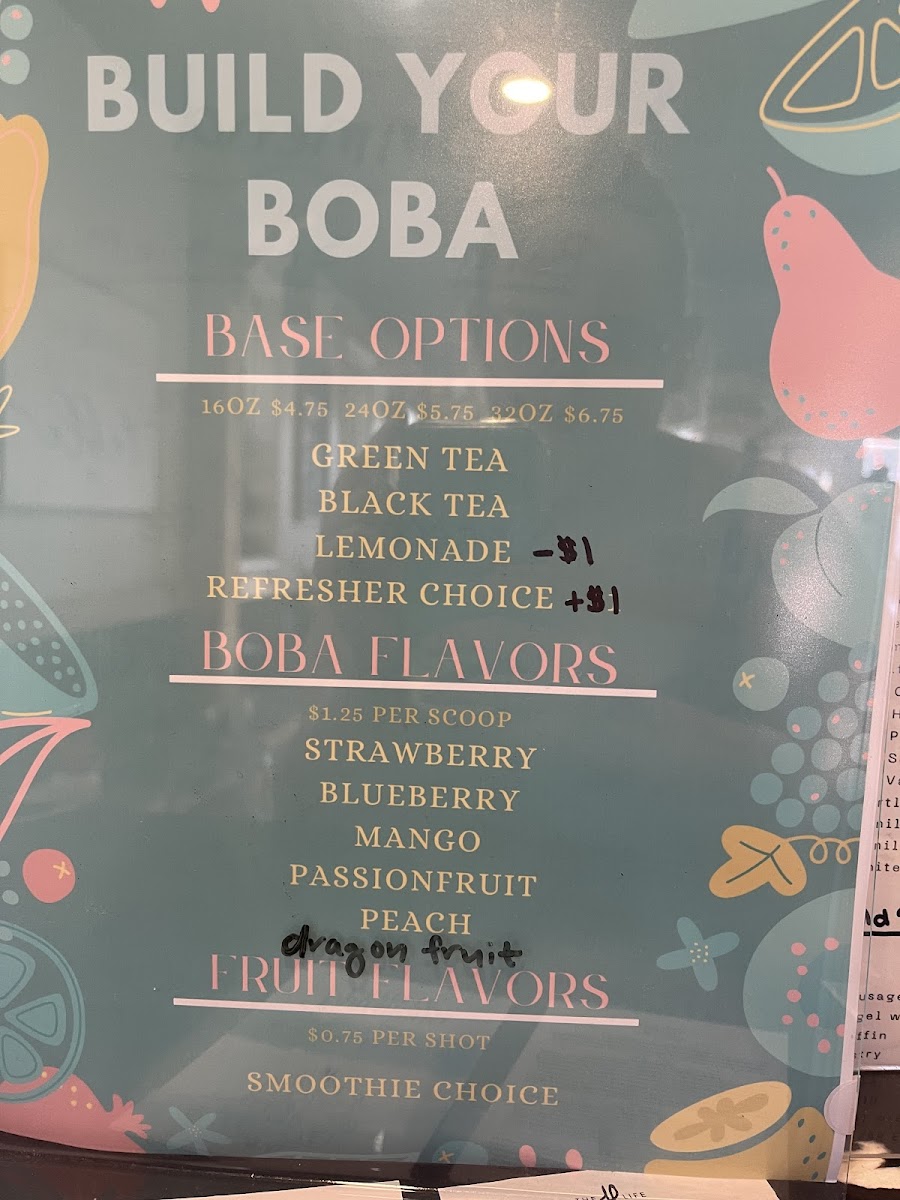 BUILD YOUR
BOBA
BASE OPTIONS
16OZ $4.75 24OZ $5.75 32OZ $6.75
GREEN TEA
BLACK TEA
LEMONADE -$1
REFRESHER CHOICE +$1
BOBA FLAVORS
$1.25 PER SCOOP
STRAWBERRY
BLUEBERRY
MANGO
PASSIONFRUIT
PEACH
dragon fruit
FRUIT FLAVORS
$0.75 PER SHOT
SMOOTHIE CHOICE
LIFE